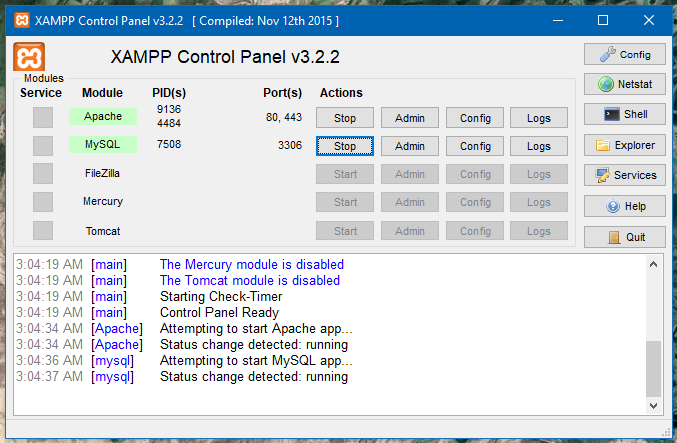 XAMPP Control Panel v3.2.2 [ Compiled: Nov 12th 2015 ]
XAMPP Control Panel v3.2.2
Config
Modules
Service Module PID(s) Port(s) Actions
Netstat
Apache 9136 4484 80, 443 Stop Admin Config Logs
Shell
MySQL 7508 3306 Stop Admin Config Logs
Explorer
FileZilla Start Admin Config Logs
Services
Mercury Start Admin Config Logs
Help
Tomcat Start Admin Config Logs
Quit
3:04:19 AM [main] The Mercury module is disabled
3:04:19 AM [main] The Tomcat module is disabled
3:04:19 AM [main] Starting Check-Timer
3:04:19 AM [main] Control Panel Ready
3:04:34 AM [Apache] Attempting to start Apache app...
3:04:34 AM [Apache] Status change detected: running
3:04:36 AM [mysql] Attempting to start MySQL app...
3:04:37 AM [mysql] Status change detected: running